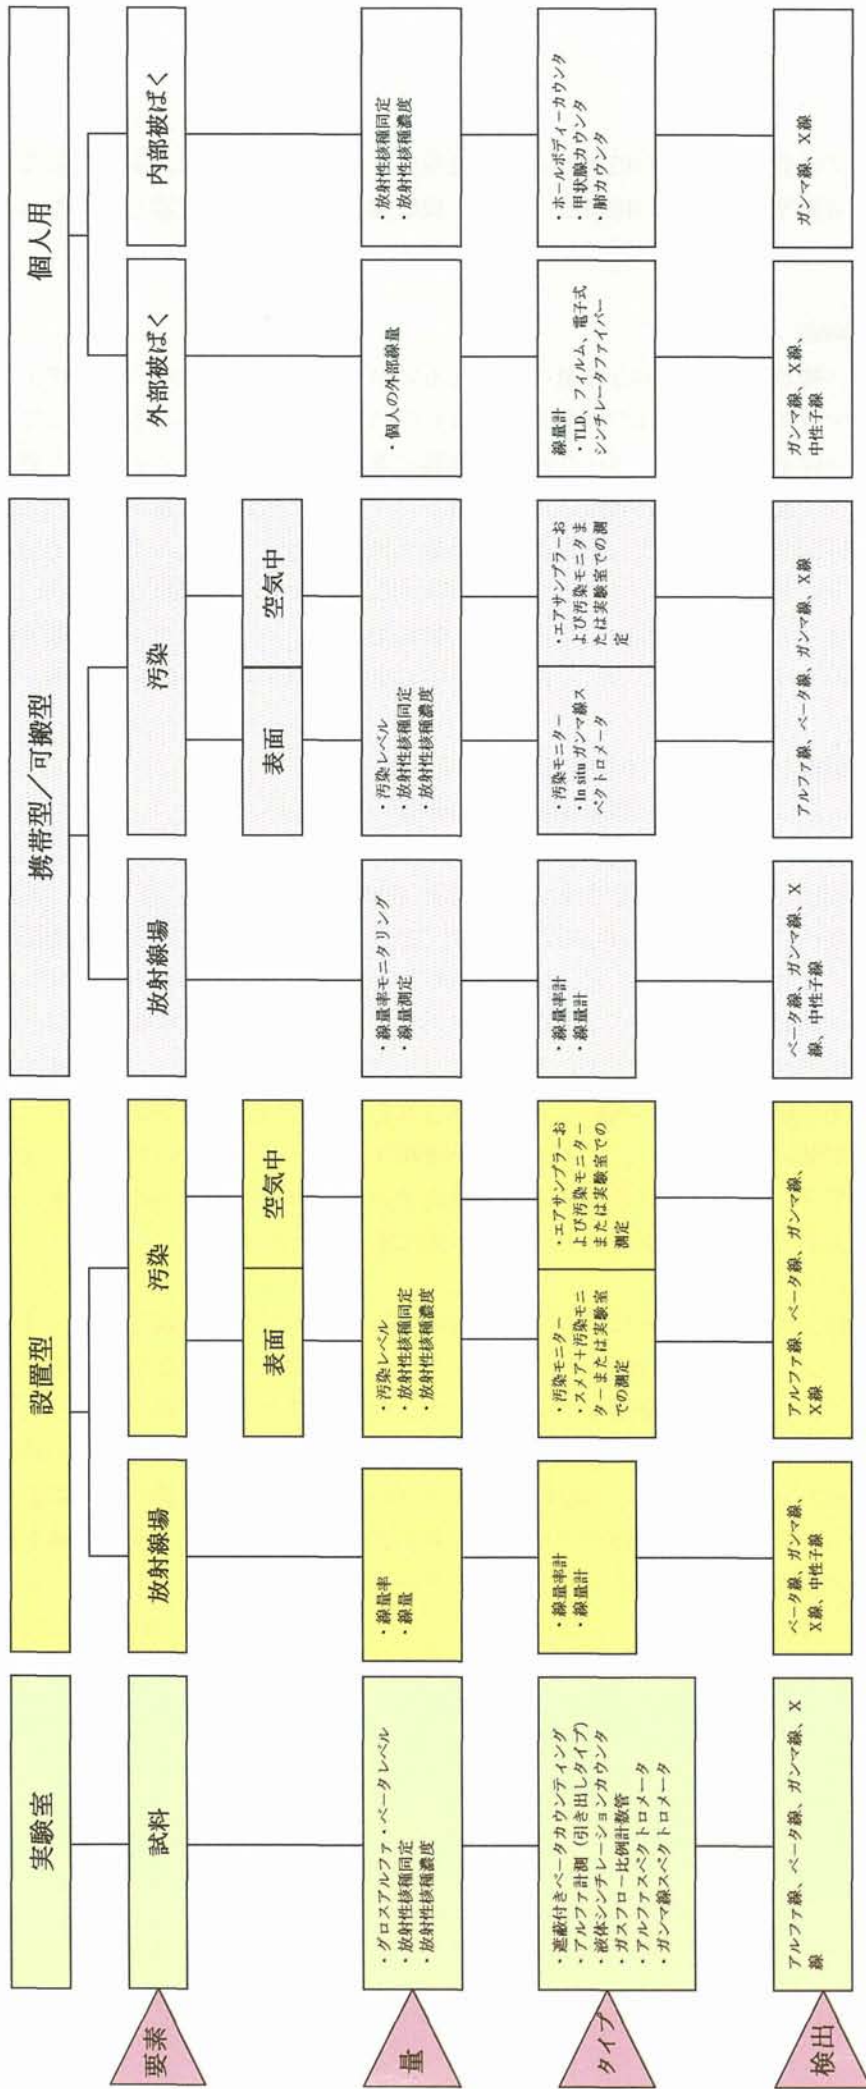 実験室
設置型
携帯型／可搬型
個人用
要素
試料
放射線場
汚染
放射線場
汚染
外部被ばく
内部被ばく
表面
空気中
表面
空気中
量
・グロスアルファ・ベータレベル
・放射性核種同定
・放射性核種濃度
・線量率
・線量
・汚染レベル
・放射性核種同定
・放射性核種濃度
・線量率モニタリング
・線量測定
・汚染レベル
・放射性核種同定
・放射性核種濃度
・個人の外部線量
・放射性核種同定
・放射性核種濃度
タイプ
・遮蔽付きベータカウンティング
・アルファ計測（引き出しタイプ）
・液体シンチレーションカウンタ
・ガスフロー比例計数管
・アルファスペクトロメータ
・ガンマ線スペクトロメータ
・線量率計
・線量計
・汚染モニター
・スメア＋汚染モニ
ターまたは実験室
での測定
・エアサンプラーお
よび汚染モニター
または実験室での
測定
・線量率計
・線量計
・汚染モニター
・In situ ガンマ線ス
ペクトロメータ
・エアサンプラーお
よび汚染モニタま
たは実験室での測
定
線量計
・TLD、フィルム、電子式
シンチレータファイバー
・ホールボディーカウンタ
・甲状腺カウンタ
・肺カウンタ
検出
アルファ線、ベータ線、ガンマ線、X
線
ベータ線、ガンマ線、
X線、中性子線
アルファ線、ベータ線、ガンマ線、
X線
ベータ線、ガンマ線、X
線、中性子線
アルファ線、ベータ線、ガンマ線、X線
ガンマ線、X線、
中性子線
ガンマ線、X線